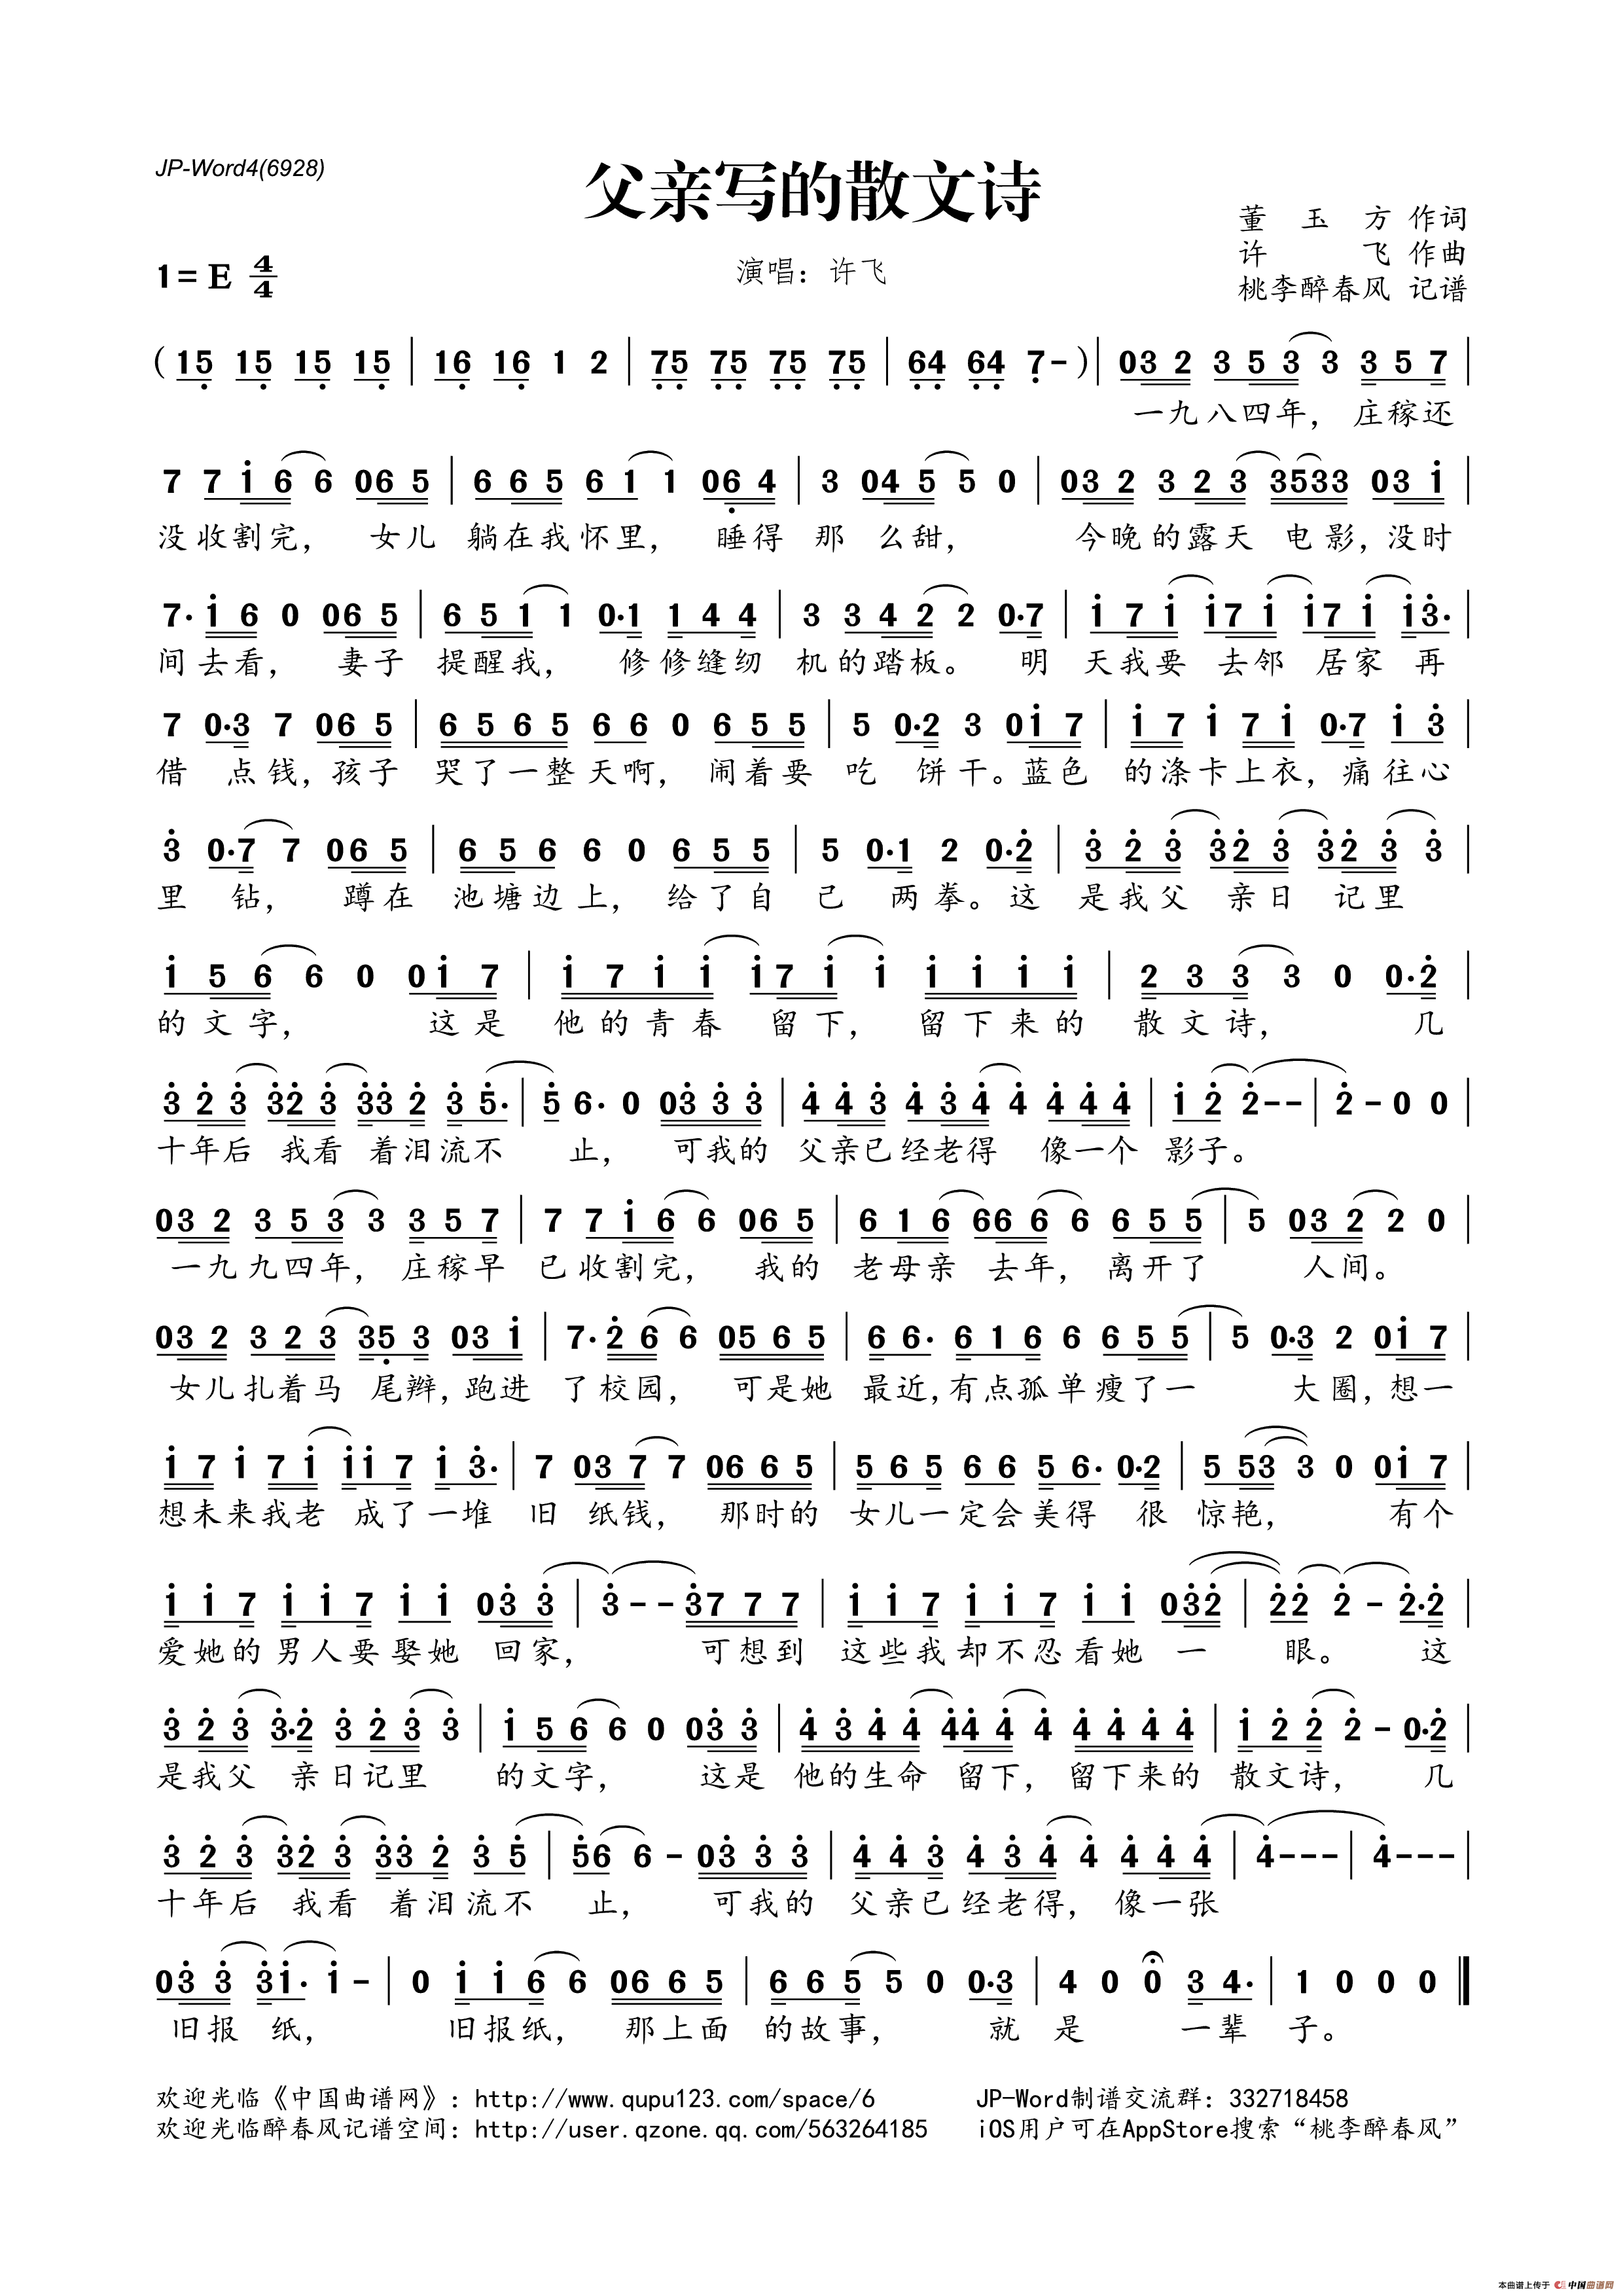 JP-Word4(6928)
父亲写的散文诗
董 玉 方 作词
许 飞 作曲
桃李醉春风 记谱
1=E 4/4
演唱：许飞
(15 15 15 15 | 16 16 1 2 | 75 75 75 75 | 64 64 7-)| 03 2 3 5 3 3 3 5 7 |
一九八四年， 庄稼还
7 7 1 6 6 06 5 | 6 6 5 6 1 1 06 4 | 3 04 5 5 0 | 03 2 3 2 3 3533 03 1 |
没收割完， 女儿 躺在我怀里， 睡得 那 么甜， 今晚的露天 电影，没时
7· 1 6 0 06 5 | 6 5 1 1 0·1 1 4 4 | 3 3 4 2 2 0·7 | 1 7 1 17 1 17 1 13· |
间去看， 妻子 提醒我， 修修缝纫 机的踏板。 明 天我要 去邻 居家 再
7 0·3 7 06 5 | 6 5 6 5 6 6 0 6 5 5 | 5 0·2 3 01 7 | 1 7 1 7 1 0·7 1 3 |
借 点钱，孩子 哭了一整天啊， 闹着要 吃 饼干。蓝色 的涤卡上衣，痛往心
3 0·7 7 06 5 | 6 5 6 6 0 6 5 5 | 5 0·1 2 0·2 | 3 2 3 32 3 32 3 3 |
里 钻， 蹲在 池塘边上， 给了自 己 两拳。这 是我父 亲日 记里
1 5 6 6 0 01 7 | 1 7 1 1 17 1 1 1 1 1 1 | 2 3 3 3 0 0·2 |
的文字， 这是 他的青春 留下， 留下来的 散文诗， 几
3 2 3 32 3 33 2 3 5· | 5 6· 0 03 3 3 | 4 4 3 4 3 4 4 4 4 4 | 1 2 2-- | 2-0 0 |
十年后 我看 着泪流不 止， 可我的 父亲已经老得 像一个 影子。
03 2 3 5 3 3 3 5 7 | 7 7 1 6 6 06 5 | 6 1 6 66 6 6 6 5 5 | 5 03 2 2 0 |
一九九四年， 庄稼早 已收割完， 我的 老母亲 去年， 离开了 人间。
03 2 3 2 3 35 3 03 1 | 7· 2 6 6 05 6 5 | 6 6· 6 1 6 6 6 5 5 | 5 0·3 2 01 7 |
女儿扎着马 尾辫，跑进 了校园， 可是她 最近，有点孤单瘦了一 大圈，想一
1 7 1 7 1 11 7 1 3· | 7 03 7 7 06 6 5 | 5 6 5 6 6 5 6· 0·2 | 5 53 3 0 01 7 |
想未来我老 成了一堆 旧 纸钱， 那时的 女儿一定会美得 很 惊艳， 有个
1 1 7 1 1 7 1 1 03 3 | 3--37 7 7 | 1 1 7 1 1 7 1 1 032 | 22 2-2·2 |
爱她的男人要娶她 回家， 可想到 这些我却不忍看她 一 眼。 这
3 2 3 3·2 3 2 3 3 | 1 5 6 6 0 03 3 | 4 3 4 4 44 4 4 4 4 4 4 | 1 2 2 2-0·2 |
是我父 亲日记里 的文字， 这是 他的生命 留下，留下来的 散文诗， 几
3 2 3 32 3 33 2 3 5 | 56 6-03 3 3 | 4 4 3 4 3 4 4 4 4 4 | 4--- | 4--- |
十年后 我看 着泪流不 止， 可我的 父亲已经老得，像一张
03 3 31· 1- | 0 1 1 6 6 06 6 5 | 6 6 5 5 0 0·3 | 4 0 0 3 4· | 1 0 0 0 ‖
旧报 纸， 旧报纸， 那上面 的故事， 就 是 一辈 子。
欢迎光临《中国曲谱网》：http://www.qupu123.com/space/6 JP-Word制谱交流群：332718458
欢迎光临醉春风记谱空间：http://user.qzone.qq.com/563264185 iOS用户可在AppStore搜索“桃李醉春风”
本曲谱上传于 中国曲谱网